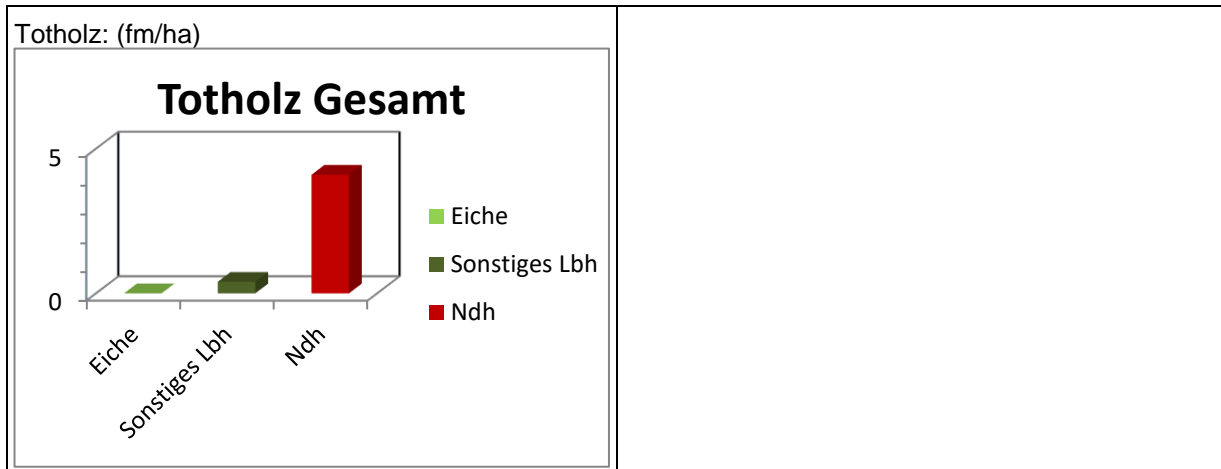 Totholz: (fm/ha)
Totholz Gesamt
5
0
Eiche
Sonstiges Lbh
Ndh
Eiche
Sonstiges Lbh
Ndh